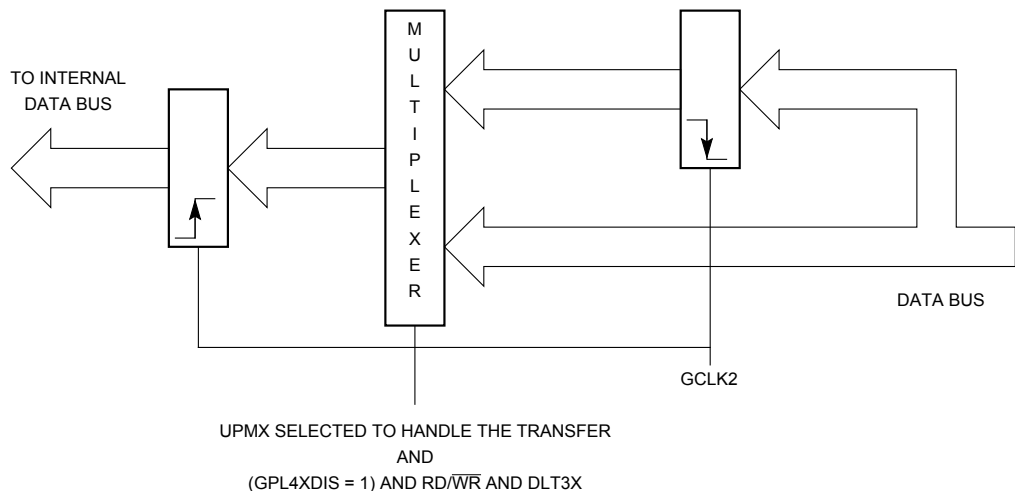 TO INTERNAL
DATA BUS
MULTIPLEXER
DATA BUS
GCLK2
UPMX SELECTED TO HANDLE THE TRANSFER
AND
(GPL4XDIS = 1) AND RD/W̅R̅ AND DLT3X